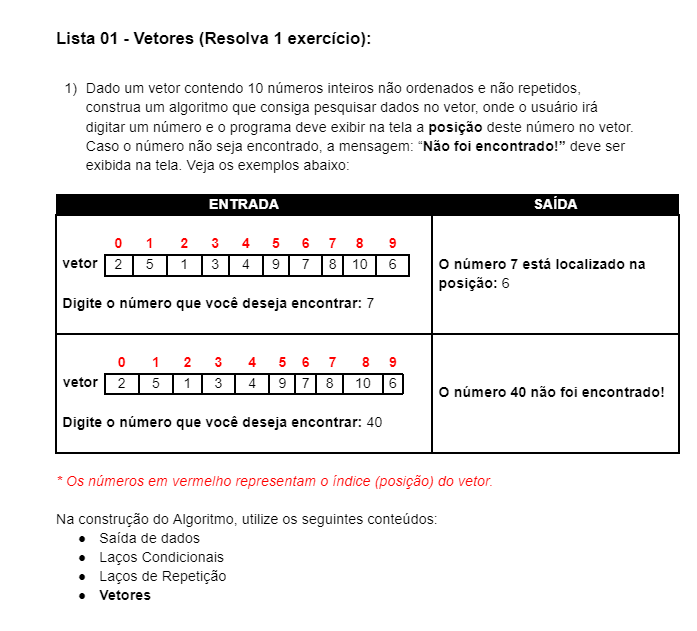 Lista 01 - Vetores (Resolva 1 exercício):
1) Dado um vetor contendo 10 números inteiros não ordenados e não repetidos,
construa um algoritmo que consiga pesquisar dados no vetor, onde o usuário irá
digitar um número e o programa deve exibir na tela a posição deste número no vetor.
Caso o número não seja encontrado, a mensagem: “Não foi encontrado!” deve ser
exibida na tela. Veja os exemplos abaixo:
ENTRADA SAÍDA
0 1 2 3 4 5 6 7 8 9
vetor 2 5 1 3 4 9 7 8 10 6
Digite o número que você deseja encontrar: 7
O número 7 está localizado na
posição: 6
0 1 2 3 4 5 6 7 8 9
vetor 2 5 1 3 4 9 7 8 10 6
Digite o número que você deseja encontrar: 40
O número 40 não foi encontrado!
* Os números em vermelho representam o índice (posição) do vetor.
Na construção do Algoritmo, utilize os seguintes conteúdos:
● Saída de dados
● Laços Condicionais
● Laços de Repetição
● Vetores